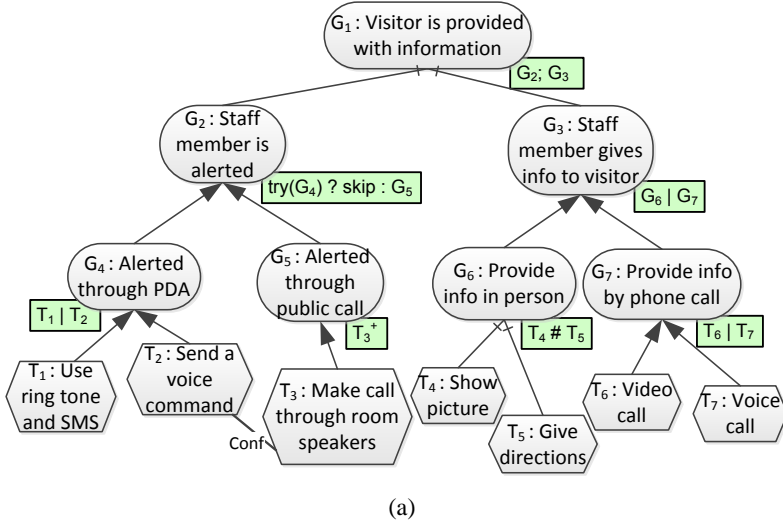 G₁ : Visitor is provided
with information
G₂; G₃
G₂ : Staff
member is
alerted
try(G₄) ? skip : G₅
G₃ : Staff
member gives
info to visitor
G₆ | G₇
G₄ : Alerted
through PDA
T₁ | T₂
G₅ : Alerted
through
public call
T₃⁺
G₆ : Provide
info in person
T₄ # T₅
G₇ : Provide info
by phone call
T₆ | T₇
T₁ : Use
ring tone
and SMS
T₂ : Send a
voice
command
Conf
T₃ : Make call
through room
speakers
T₄ : Show
picture
T₅ : Give
directions
T₆ : Video
call
T₇ : Voice
call
(a)